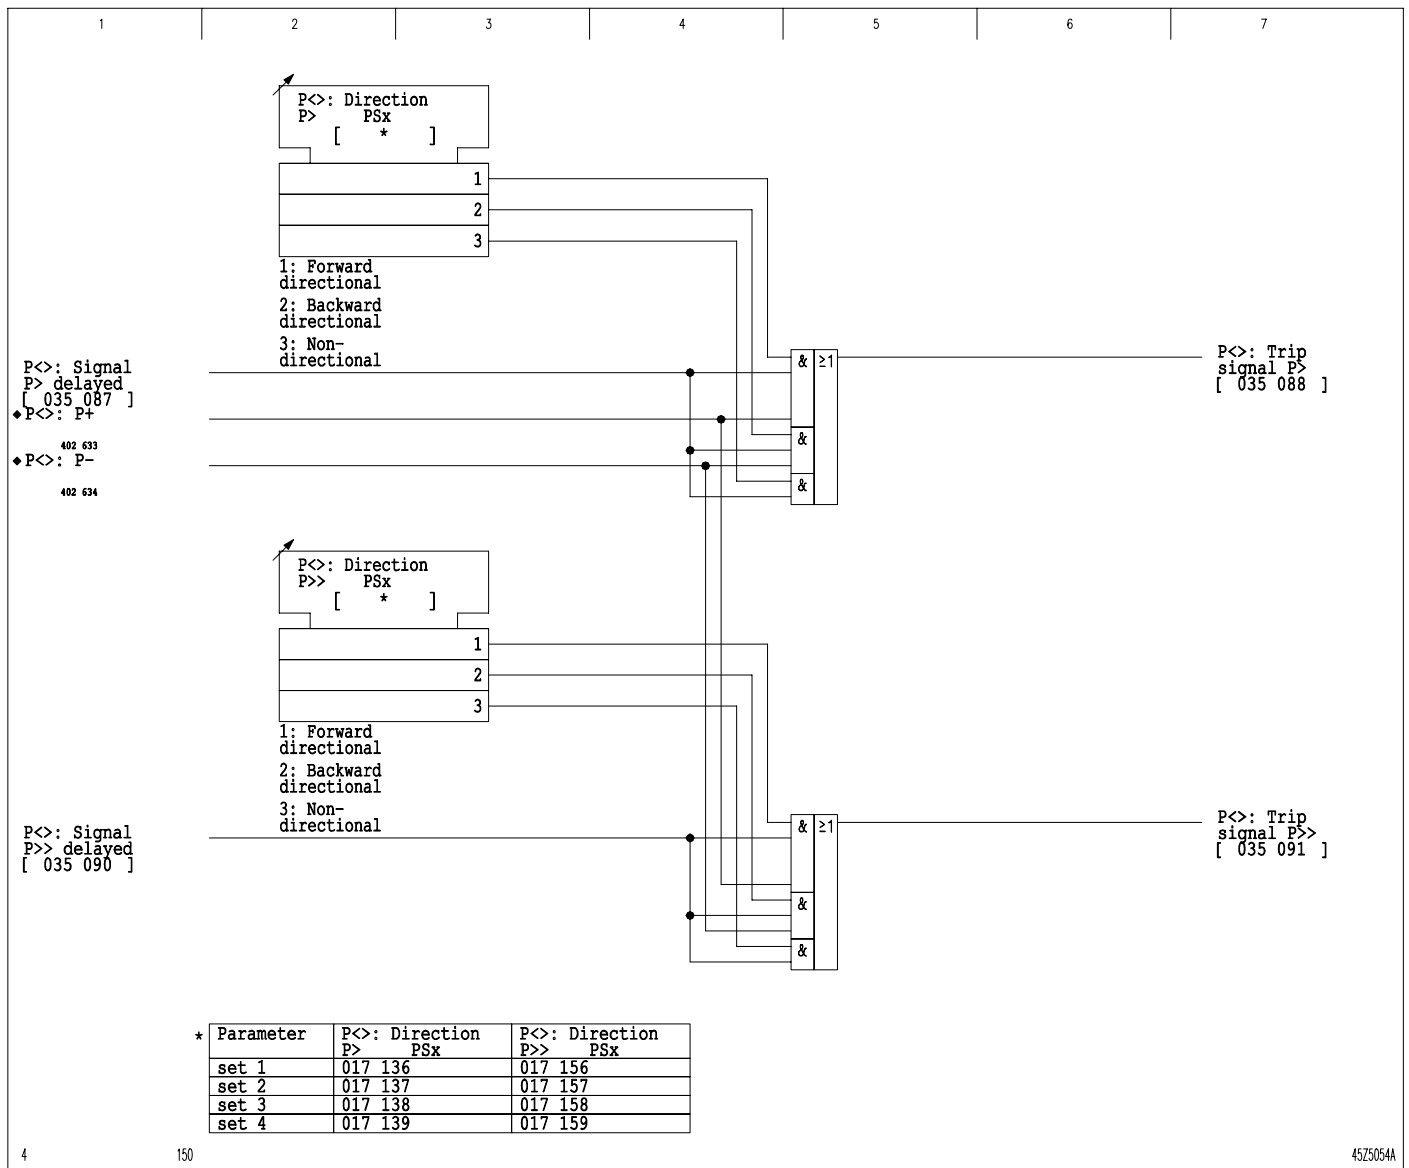 1 2 3 4 5 6 7
P<>: Direction
P> PSx
[ * ]
1
2
3
1: Forward
directional
2: Backward
directional
3: Non-
directional
P<>: Signal
P> delayed
[ 035 087 ]
◆P<>: P+
402 633
◆P<>: P-
402 634
& ≥1
&
&
P<>: Trip
signal P>
[ 035 088 ]
P<>: Direction
P>> PSx
[ * ]
1
2
3
1: Forward
directional
2: Backward
directional
3: Non-
directional
P<>: Signal
P>> delayed
[ 035 090 ]
& ≥1
&
&
P<>: Trip
signal P>>
[ 035 091 ]
* Parameter P<>: Direction P<>: Direction
P> PSx P>> PSx
set 1 017 136 017 156
set 2 017 137 017 157
set 3 017 138 017 158
set 4 017 139 017 159
4 150 45Z5054A